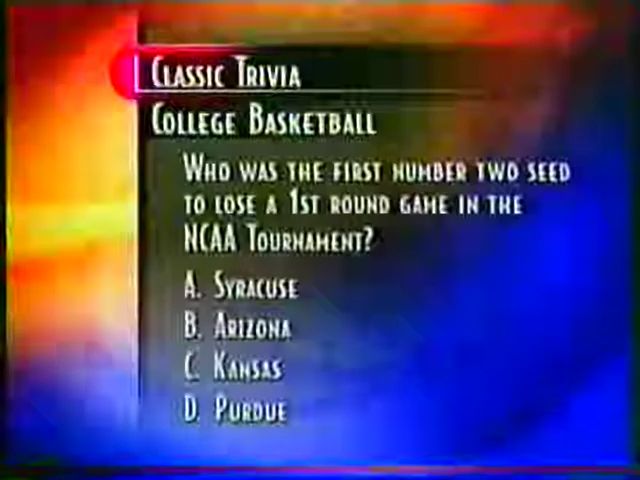 Classic Trivia
College Basketball
Who was the first number two seed
to lose a 1st round game in the
NCAA Tournament?
A. Syracuse
B. Arizona
C. Kansas
D. Purdue